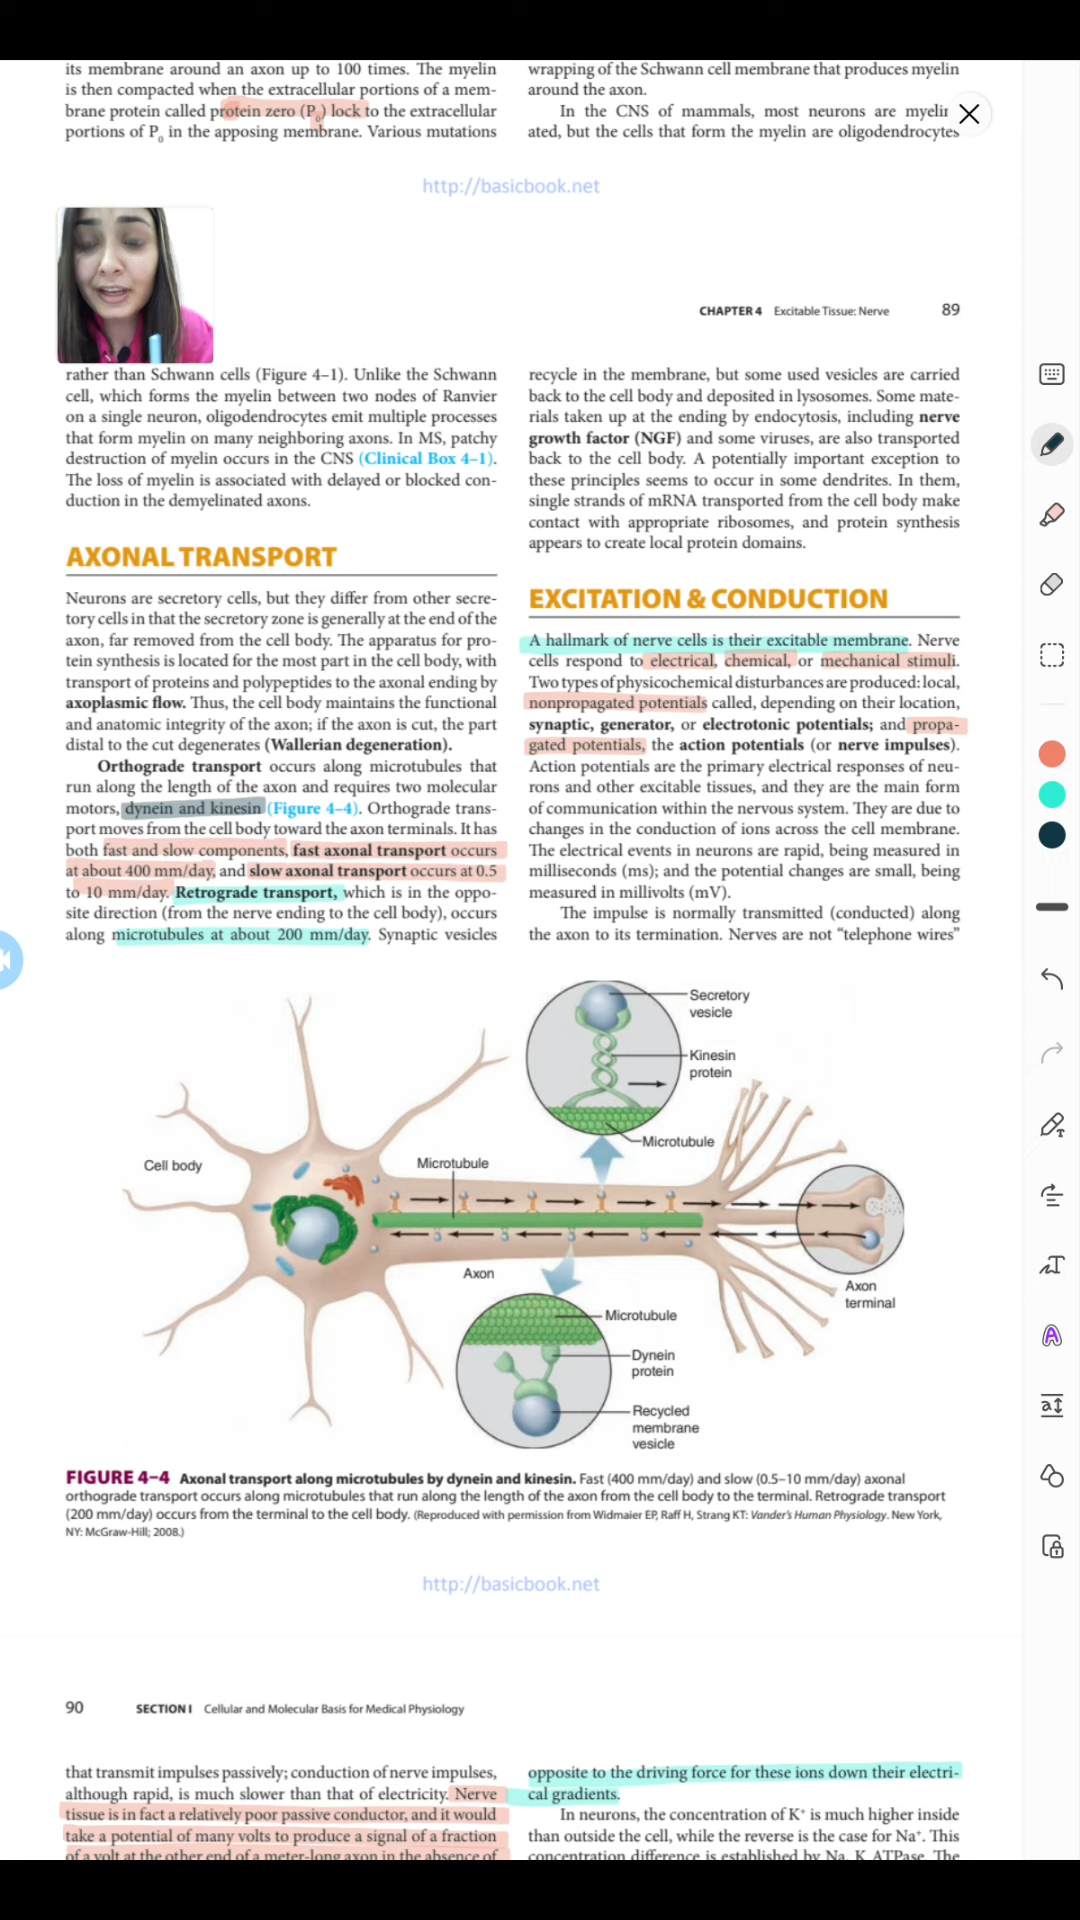 its membrane around an axon up to 100 times. The myelin
is then compacted when the extracellular portions of a mem-
brane protein called protein zero (P₀) lock to the extracellular
portions of P₀ in the apposing membrane. Various mutations
wrapping of the Schwann cell membrane that produces myelin
around the axon.
In the CNS of mammals, most neurons are myelin
ated, but the cells that form the myelin are oligodendrocytes
http://basicbook.net
CHAPTER 4 Excitable Tissue: Nerve 89
rather than Schwann cells (Figure 4–1). Unlike the Schwann
cell, which forms the myelin between two nodes of Ranvier
on a single neuron, oligodendrocytes emit multiple processes
that form myelin on many neighboring axons. In MS, patchy
destruction of myelin occurs in the CNS (Clinical Box 4–1).
The loss of myelin is associated with delayed or blocked con-
duction in the demyelinated axons.
AXONAL TRANSPORT
Neurons are secretory cells, but they differ from other secre-
tory cells in that the secretory zone is generally at the end of the
axon, far removed from the cell body. The apparatus for pro-
tein synthesis is located for the most part in the cell body, with
transport of proteins and polypeptides to the axonal ending by
axoplasmic flow. Thus, the cell body maintains the functional
and anatomic integrity of the axon; if the axon is cut, the part
distal to the cut degenerates (Wallerian degeneration).
Orthograde transport occurs along microtubules that
run along the length of the axon and requires two molecular
motors, dynein and kinesin (Figure 4–4). Orthograde trans-
port moves from the cell body toward the axon terminals. It has
both fast and slow components, fast axonal transport occurs
at about 400 mm/day, and slow axonal transport occurs at 0.5
to 10 mm/day. Retrograde transport, which is in the oppo-
site direction (from the nerve ending to the cell body), occurs
along microtubules at about 200 mm/day. Synaptic vesicles
recycle in the membrane, but some used vesicles are carried
back to the cell body and deposited in lysosomes. Some mate-
rials taken up at the ending by endocytosis, including nerve
growth factor (NGF) and some viruses, are also transported
back to the cell body. A potentially important exception to
these principles seems to occur in some dendrites. In them,
single strands of mRNA transported from the cell body make
contact with appropriate ribosomes, and protein synthesis
appears to create local protein domains.
EXCITATION & CONDUCTION
A hallmark of nerve cells is their excitable membrane. Nerve
cells respond to electrical, chemical, or mechanical stimuli.
Two types of physicochemical disturbances are produced: local,
nonpropagated potentials called, depending on their location,
synaptic, generator, or electrotonic potentials; and propa-
gated potentials, the action potentials (or nerve impulses).
Action potentials are the primary electrical responses of neu-
rons and other excitable tissues, and they are the main form
of communication within the nervous system. They are due to
changes in the conduction of ions across the cell membrane.
The electrical events in neurons are rapid, being measured in
milliseconds (ms); and the potential changes are small, being
measured in millivolts (mV).
The impulse is normally transmitted (conducted) along
the axon to its termination. Nerves are not “telephone wires”
Secretory
vesicle
Kinesin
protein
Microtubule
Cell body
Microtubule
Axon
Axon
terminal
Microtubule
Dynein
protein
Recycled
membrane
vesicle
FIGURE 4–4 Axonal transport along microtubules by dynein and kinesin. Fast (400 mm/day) and slow (0.5–10 mm/day) axonal
orthograde transport occurs along microtubules that run along the length of the axon from the cell body to the terminal. Retrograde transport
(200 mm/day) occurs from the terminal to the cell body. (Reproduced with permission from Widmaier EP, Raff H, Strang KT: Vander's Human Physiology. New York,
NY: McGraw-Hill; 2008.)
http://basicbook.net
90 SECTION I Cellular and Molecular Basis for Medical Physiology
that transmit impulses passively; conduction of nerve impulses,
although rapid, is much slower than that of electricity. Nerve
tissue is in fact a relatively poor passive conductor, and it would
take a potential of many volts to produce a signal of a fraction
of a volt at the other end of a meter-long axon in the absence of
opposite to the driving force for these ions down their electri-
cal gradients.
In neurons, the concentration of K⁺ is much higher inside
than outside the cell, while the reverse is the case for Na⁺. This
concentration difference is established by Na, K ATPase. The